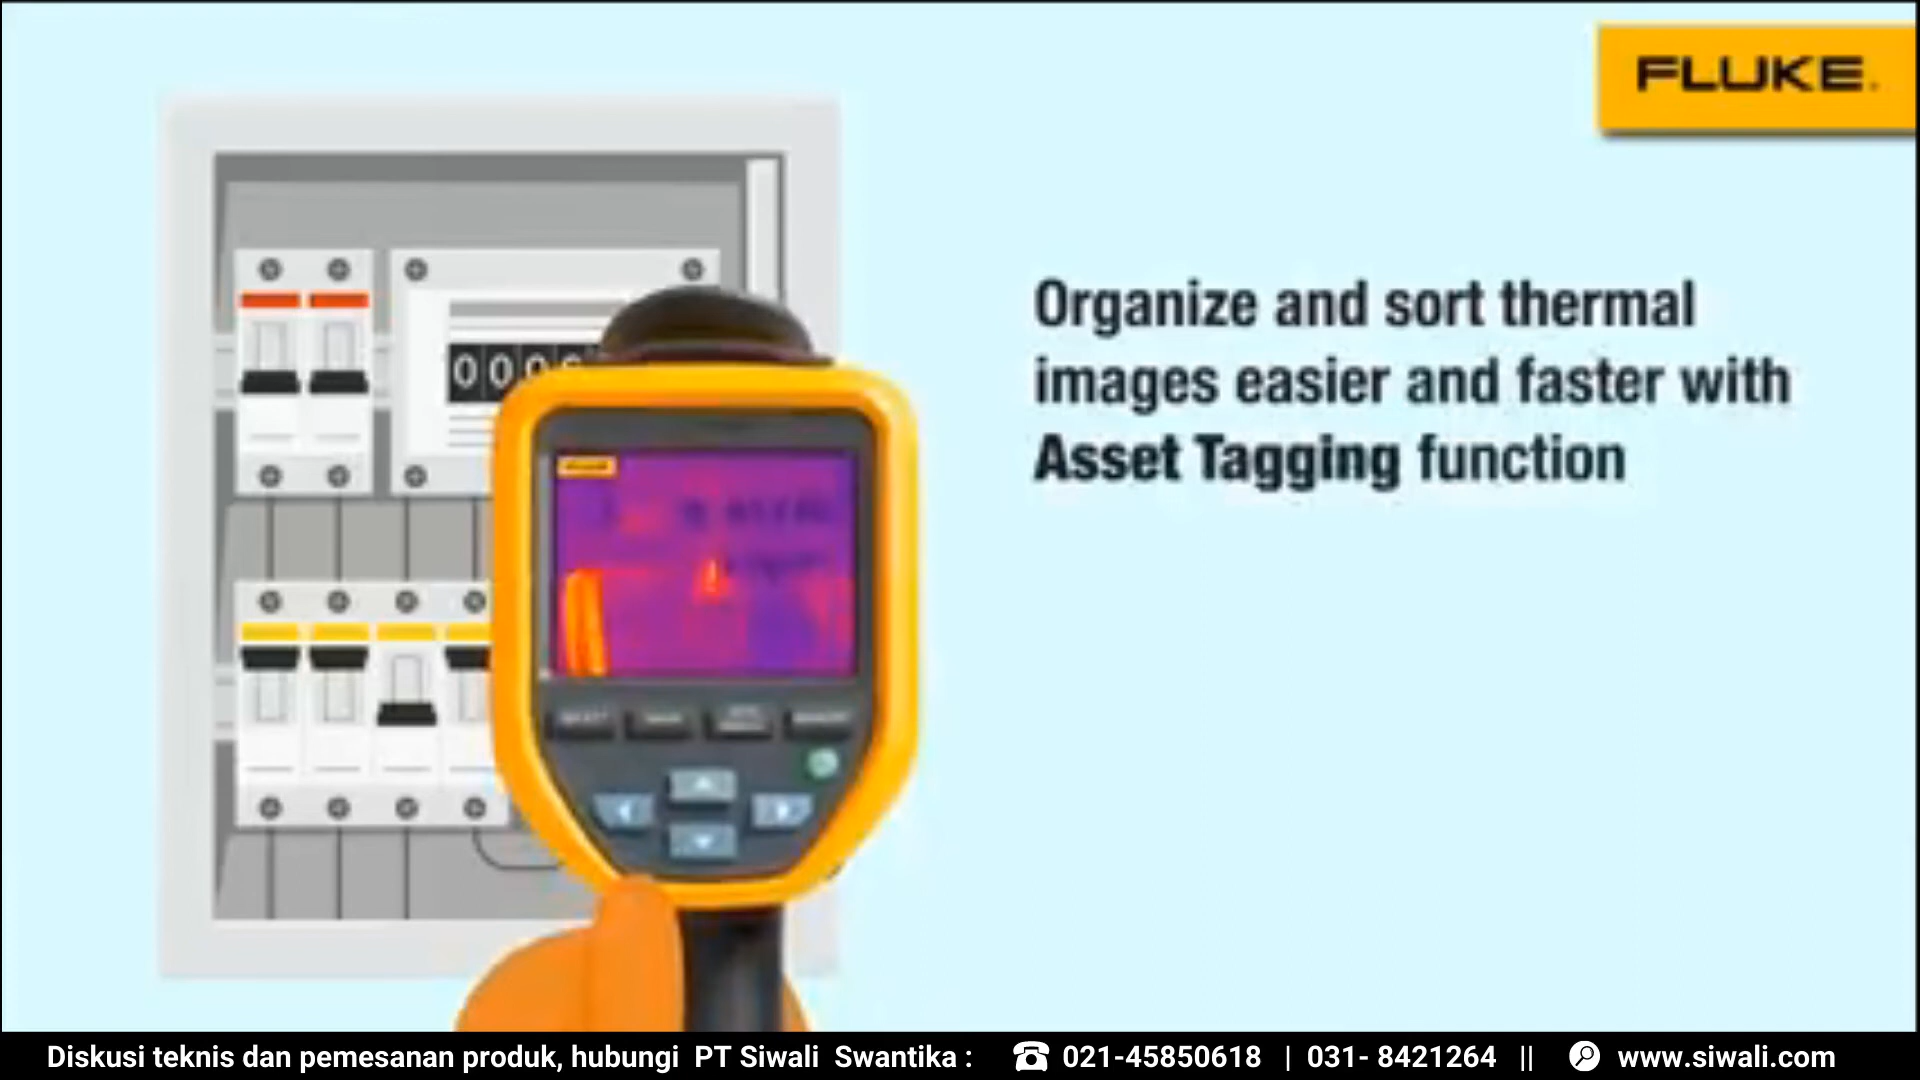 FLUKE.
Organize and sort thermal
images easier and faster with
Asset Tagging function
Diskusi teknis dan pemesanan produk, hubungi PT Siwali Swantika : 021-45850618 | 031- 8421264 || www.siwali.com